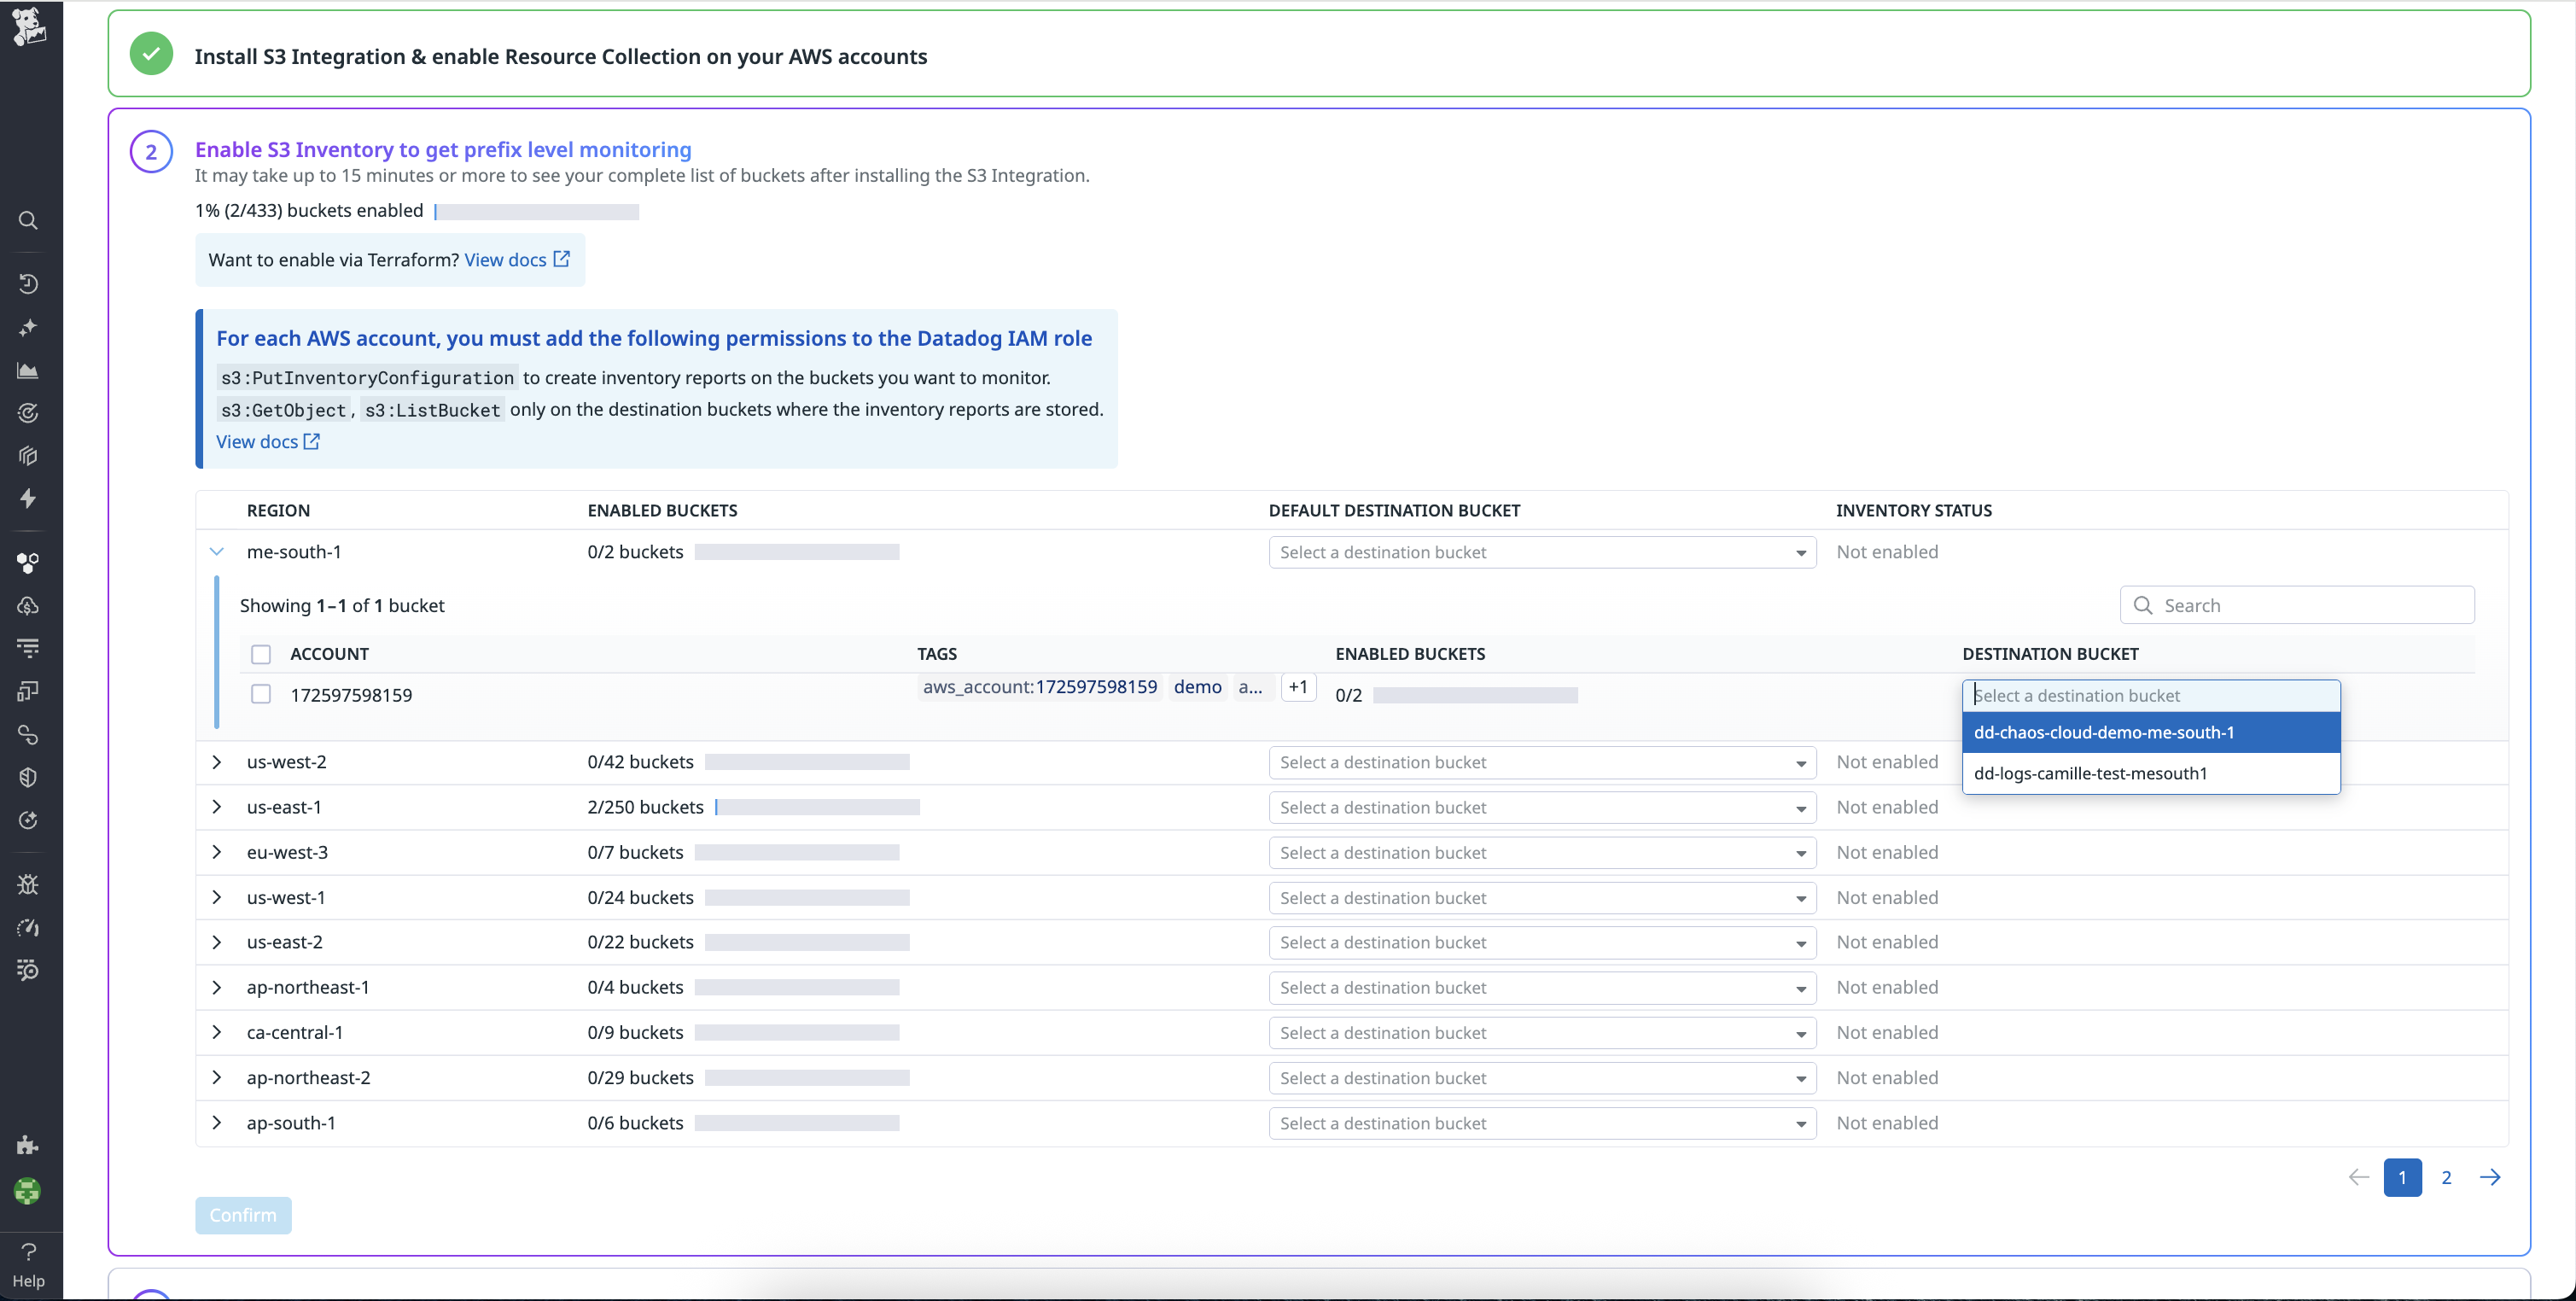 Install S3 Integration & enable Resource Collection on your AWS accounts
2
Enable S3 Inventory to get prefix level monitoring
It may take up to 15 minutes or more to see your complete list of buckets after installing the S3 Integration.
1% (2/433) buckets enabled
Want to enable via Terraform? View docs
For each AWS account, you must add the following permissions to the Datadog IAM role
s3:PutInventoryConfiguration to create inventory reports on the buckets you want to monitor.
s3:GetObject, s3:ListBucket only on the destination buckets where the inventory reports are stored.
View docs
REGION ENABLED BUCKETS DEFAULT DESTINATION BUCKET INVENTORY STATUS
me-south-1 0/2 buckets Select a destination bucket Not enabled
Showing 1–1 of 1 bucket Search
ACCOUNT TAGS ENABLED BUCKETS DESTINATION BUCKET
172597598159 aws_account:172597598159 demo a... +1 0/2 Select a destination bucket
dd-chaos-cloud-demo-me-south-1
dd-logs-camille-test-mesouth1
us-west-2 0/42 buckets Select a destination bucket Not enabled
us-east-1 2/250 buckets Select a destination bucket Not enabled
eu-west-3 0/7 buckets Select a destination bucket Not enabled
us-west-1 0/24 buckets Select a destination bucket Not enabled
us-east-2 0/22 buckets Select a destination bucket Not enabled
ap-northeast-1 0/4 buckets Select a destination bucket Not enabled
ca-central-1 0/9 buckets Select a destination bucket Not enabled
ap-northeast-2 0/29 buckets Select a destination bucket Not enabled
ap-south-1 0/6 buckets Select a destination bucket Not enabled
1 2
Confirm
Help